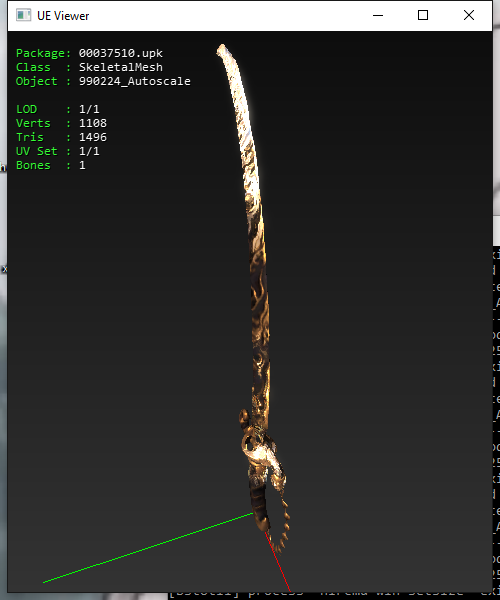 UE Viewer
Package: 00037510.upk
Class : SkeletalMesh
Object : 990224_Autoscale
LOD : 1/1
Verts : 1108
Tris : 1496
UV Set : 1/1
Bones : 1